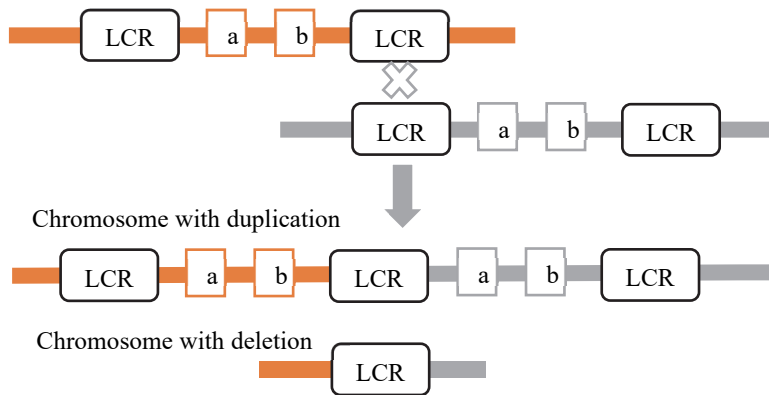 LCR a b LCR
LCR a b LCR
Chromosome with duplication
LCR a b LCR a b LCR
Chromosome with deletion
LCR